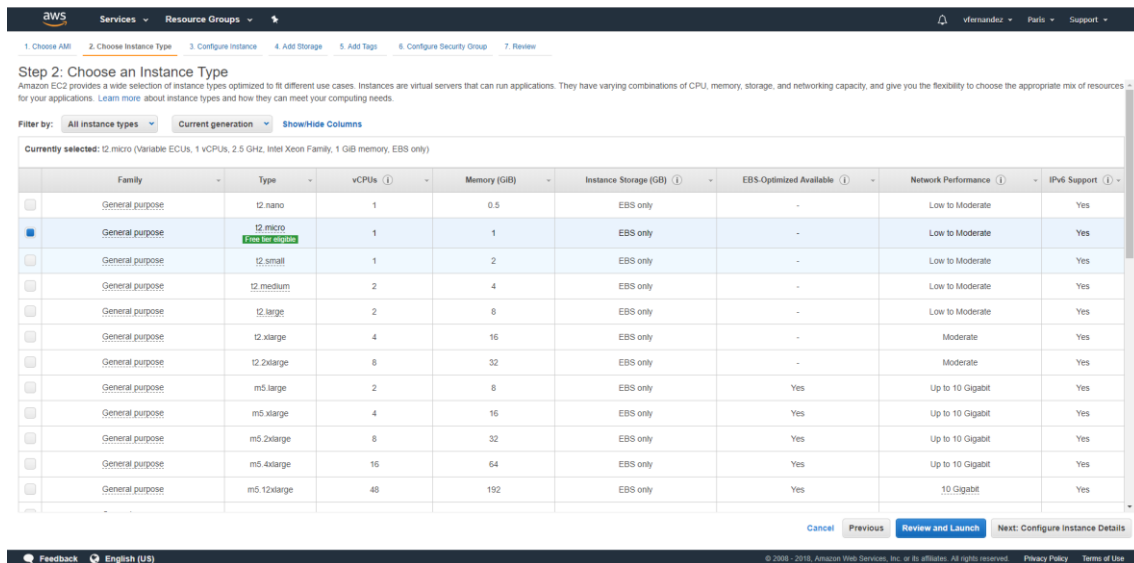 aws Services Resource Groups vfernandez Paris Support
1. Choose AMI 2. Choose Instance Type 3. Configure Instance 4. Add Storage 5. Add Tags 6. Configure Security Group 7. Review
Step 2: Choose an Instance Type
Amazon EC2 provides a wide selection of instance types optimized to fit different use cases. Instances are virtual servers that can run applications. They have varying combinations of CPU, memory, storage, and networking capacity, and give you the flexibility to choose the appropriate mix of resources
for your applications. Learn more about instance types and how they can meet your computing needs.
Filter by: All instance types Current generation Show/Hide Columns
Currently selected: t2.micro (Variable ECUs, 1 vCPUs, 2.5 GHz, Intel Xeon Family, 1 GiB memory, EBS only)
Family Type vCPUs Memory (GiB) Instance Storage (GB) EBS-Optimized Available Network Performance IPv6 Support
General purpose t2.nano 1 0.5 EBS only - Low to Moderate Yes
General purpose t2.micro 1 1 EBS only - Low to Moderate Yes
Free tier eligible
General purpose t2.small 1 2 EBS only - Low to Moderate Yes
General purpose t2.medium 2 4 EBS only - Low to Moderate Yes
General purpose t2.large 2 8 EBS only - Low to Moderate Yes
General purpose t2.xlarge 4 16 EBS only - Moderate Yes
General purpose t2.2xlarge 8 32 EBS only - Moderate Yes
General purpose m5.large 2 8 EBS only Yes Up to 10 Gigabit Yes
General purpose m5.xlarge 4 16 EBS only Yes Up to 10 Gigabit Yes
General purpose m5.2xlarge 8 32 EBS only Yes Up to 10 Gigabit Yes
General purpose m5.4xlarge 16 64 EBS only Yes Up to 10 Gigabit Yes
General purpose m5.12xlarge 48 192 EBS only Yes 10 Gigabit Yes
Cancel Previous Review and Launch Next: Configure Instance Details
Feedback English (US) © 2008 - 2018, Amazon Web Services, Inc. or its affiliates. All rights reserved. Privacy Policy Terms of Use